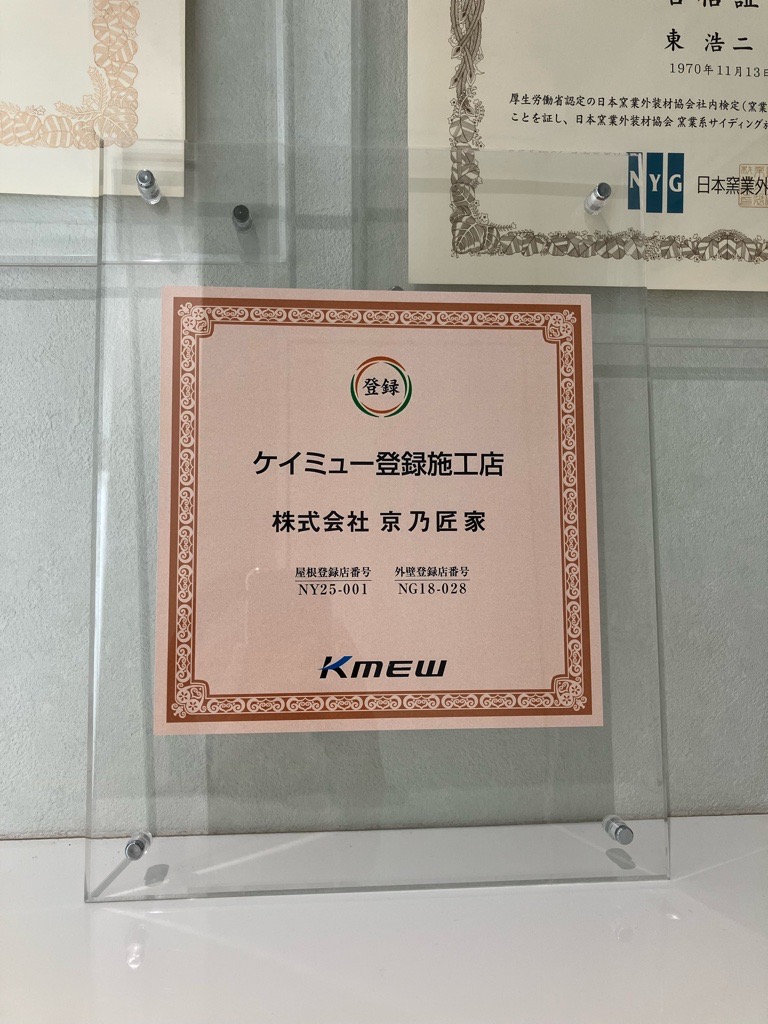 東 浩二
1970年11月13日
厚生労働省認定の日本窯業外装材協会社内検定(窯業
ことを証し、日本窯業外装材協会 窯業系サイディング
NYG 日本窯業外
登録
ケイミュー登録施工店
株式会社 京乃匠家
屋根登録店番号 外壁登録店番号
NY25-001 NG18-028
KMEW